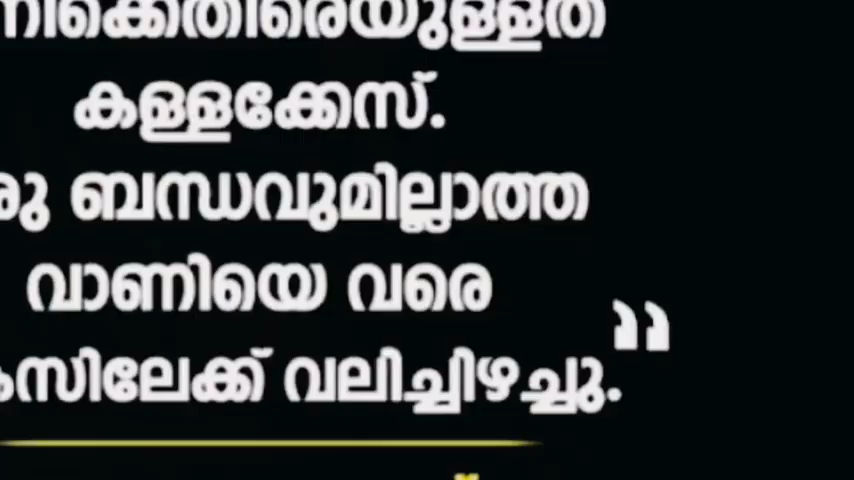 നിക്കെതിരെയുള്ളത്
കള്ളക്കേസ്.
രു ബന്ധവുമില്ലാത്ത
വാണിയെ വരെ
കേസിലേക്ക് വലിച്ചിഴച്ചു."